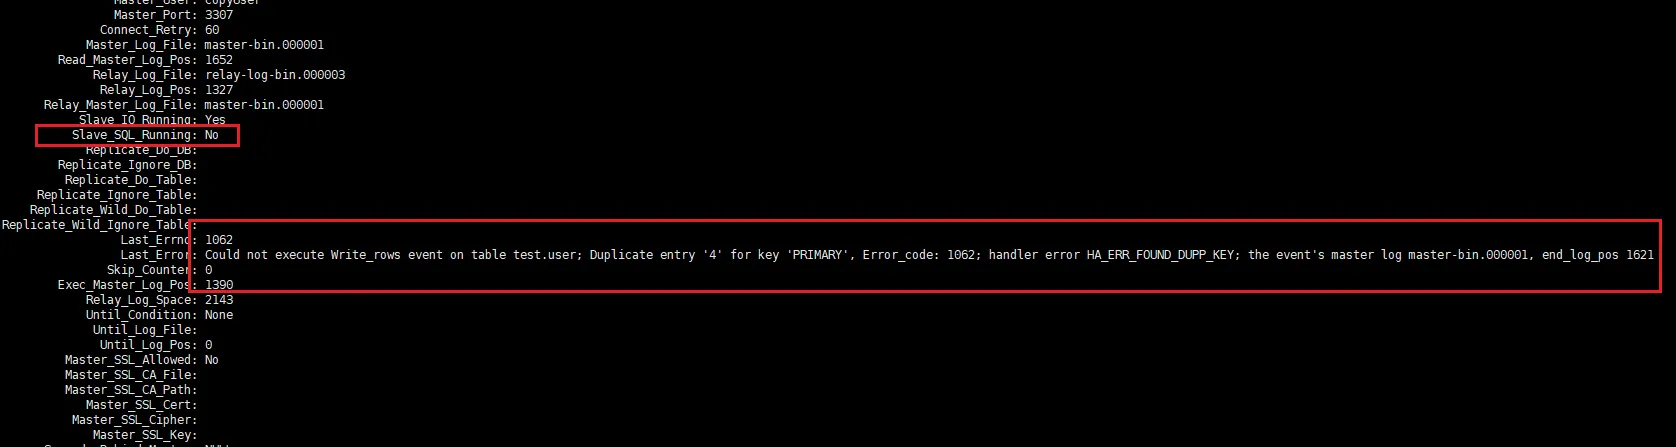 Master_User: copyUser
Master_Port: 3307
Connect_Retry: 60
Master_Log_File: master-bin.000001
Read_Master_Log_Pos: 1652
Relay_Log_File: relay-log-bin.000003
Relay_Log_Pos: 1327
Relay_Master_Log_File: master-bin.000001
Slave_IO_Running: Yes
Slave_SQL_Running: No
Replicate_Do_DB:
Replicate_Ignore_DB:
Replicate_Do_Table:
Replicate_Ignore_Table:
Replicate_Wild_Do_Table:
Replicate_Wild_Ignore_Table:
Last_Errno: 1062
Last_Error: Could not execute Write_rows event on table test.user; Duplicate entry '4' for key 'PRIMARY', Error_code: 1062; handler error HA_ERR_FOUND_DUPP_KEY; the event's master log master-bin.000001, end_log_pos 1621
Skip_Counter: 0
Exec_Master_Log_Pos: 1390
Relay_Log_Space: 2143
Until_Condition: None
Until_Log_File:
Until_Log_Pos: 0
Master_SSL_Allowed: No
Master_SSL_CA_File:
Master_SSL_CA_Path:
Master_SSL_Cert:
Master_SSL_Cipher:
Master_SSL_Key: